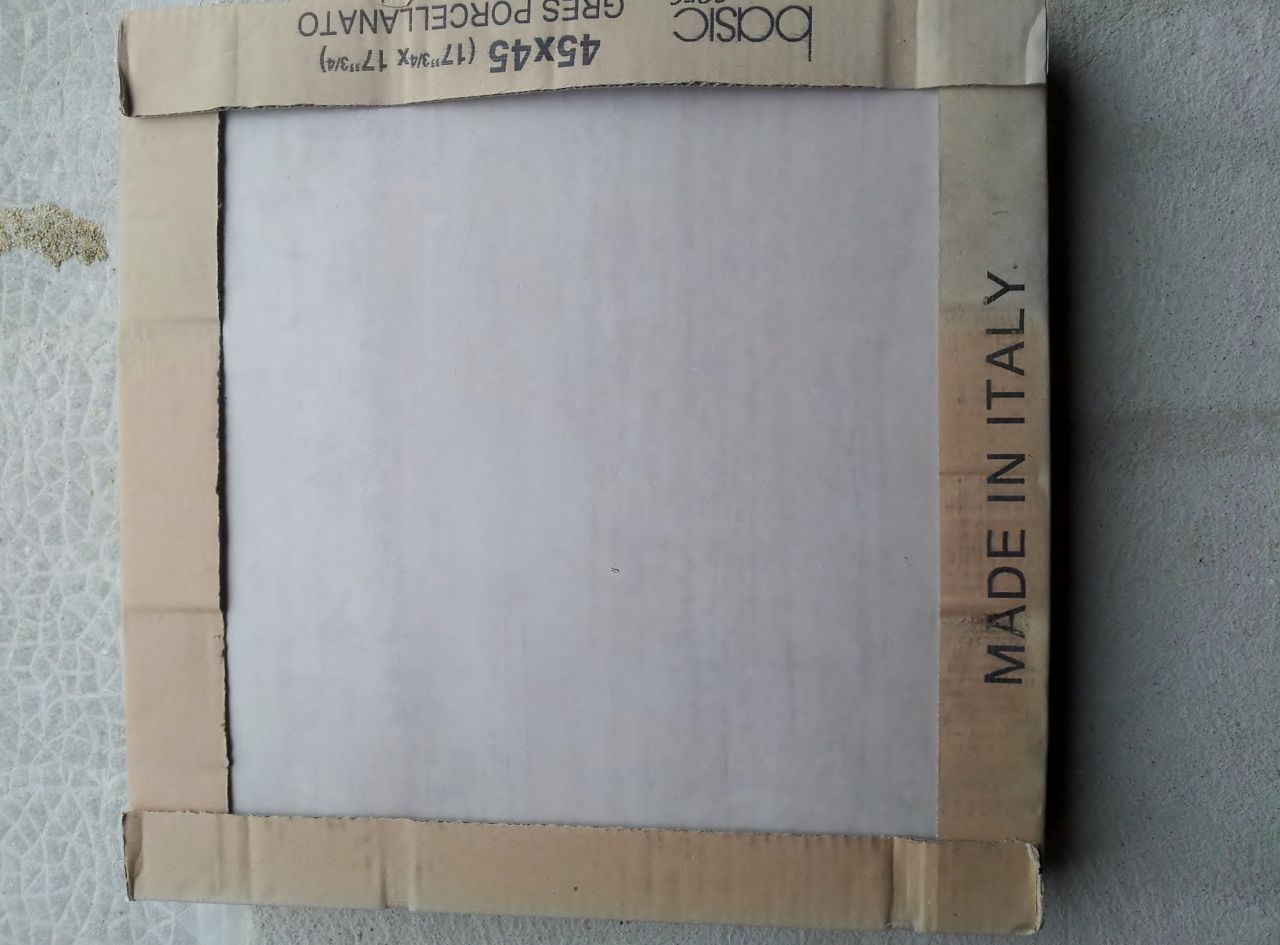 45x45 (17"3/4x 17"3/4)
GRES PORCELLANATO
basic
MADE IN ITALY